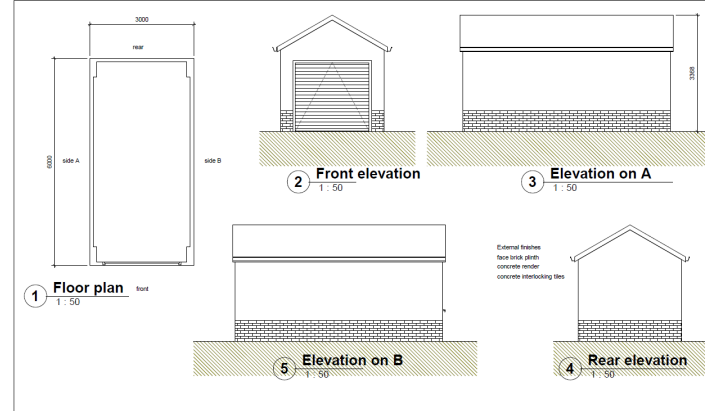 3000
rear
6000
side A
side B
1 Floor plan
1 : 50
front
2 Front elevation
1 : 50
3368
3 Elevation on A
1 : 50
5 Elevation on B
1 : 50
External finishes
face brick plinth
concrete render
concrete interlocking tiles
4 Rear elevation
1 : 50